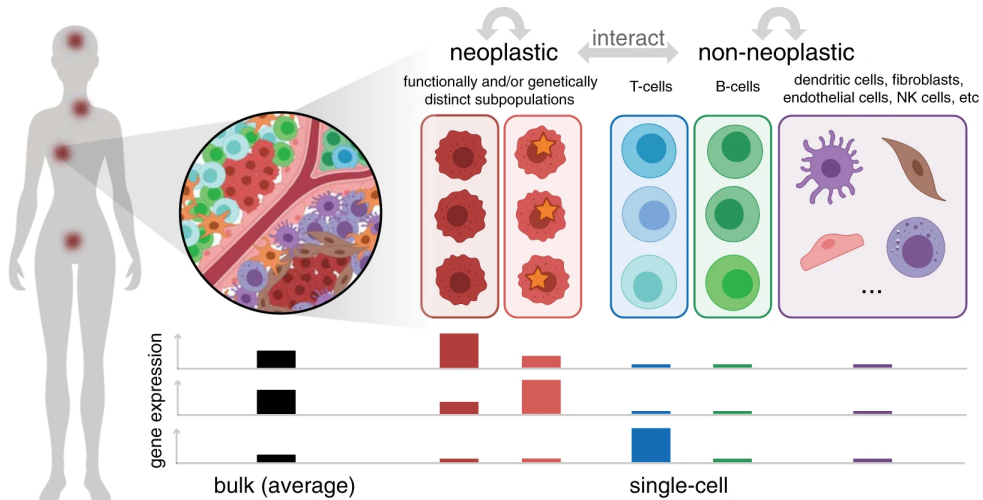 neoplastic
interact
non-neoplastic
functionally and/or genetically
distinct subpopulations
T-cells
B-cells
dendritic cells, fibroblasts,
endothelial cells, NK cells, etc
...
gene expression
bulk (average)
single-cell